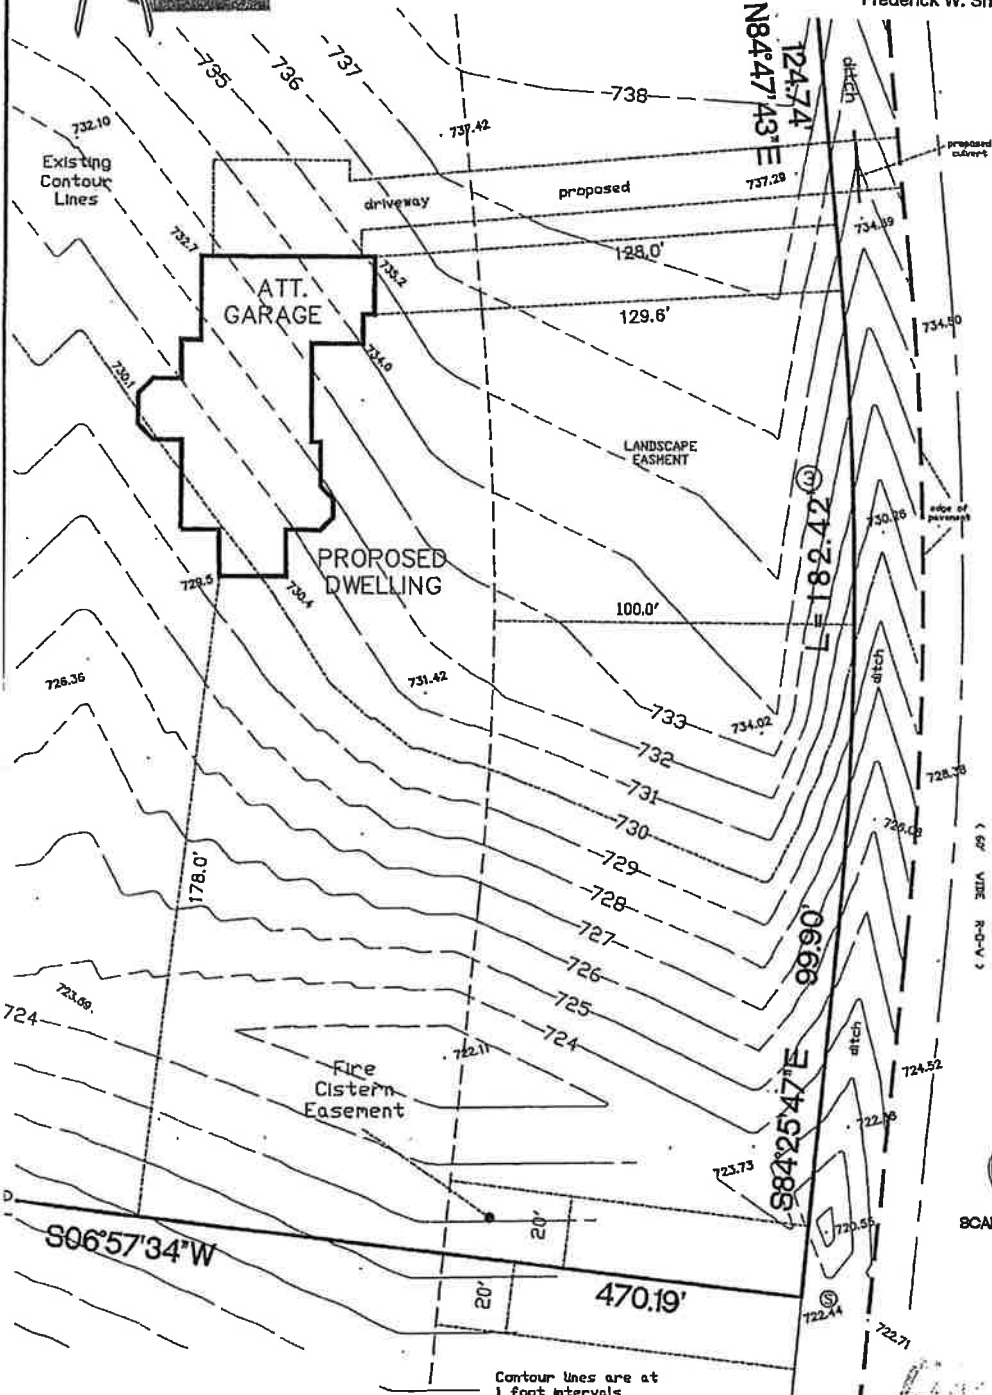 Frederick W.
N84°47'43"E
124.74'
ditch
735
736
737
738
737.42
732.10
Existing
Contour
Lines
proposed
culvert
737.29
proposed
driveway
734.89
732.7
128.0'
735.2
ATT.
GARAGE
129.6'
734.50
734.0
730.1
LANDSCAPE
EASMENT
3
L=182.42'
730.26
edge of
pavement
PROPOSED
DWELLING
729.5
730.4
100.0'
ditch
726.36
731.42
733
734.02
732
731
730
729
728
727
726
725
724
728.38
726.03
( 60' WIDE R-O-W )
178.0'
99.90'
723.69
724
722.11
ditch
Fire
Cistern
Easement
S84°25'47"E
724.52
722.38
723.73
720.55
S06°57'34"W
20'
20'
470.19'
S
722.44
722.71
Contour lines are at
1 foot intervals